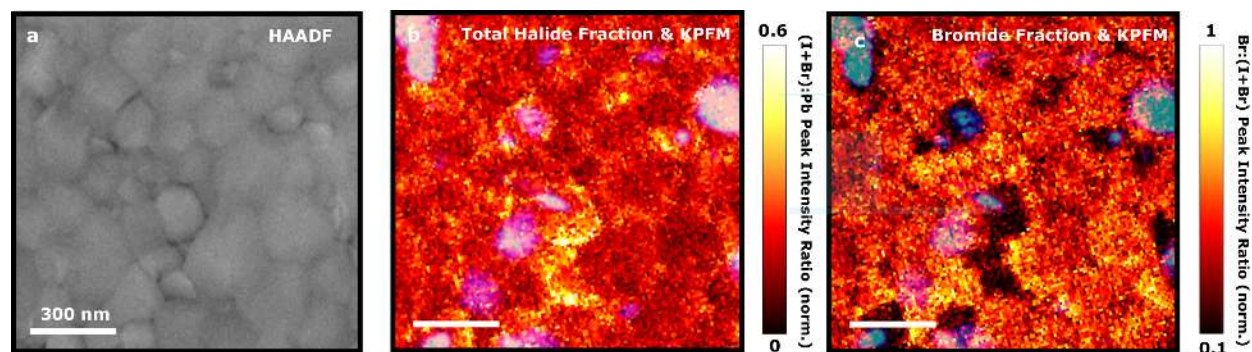 a
HAADF
300 nm
b
Total Halide Fraction & KPFM
0.6
(I+Br):Pb Peak Intensity Ratio (norm.)
0
c
Bromide Fraction & KPFM
1
Br:(I+Br) Peak Intensity Ratio (norm.)
0.1